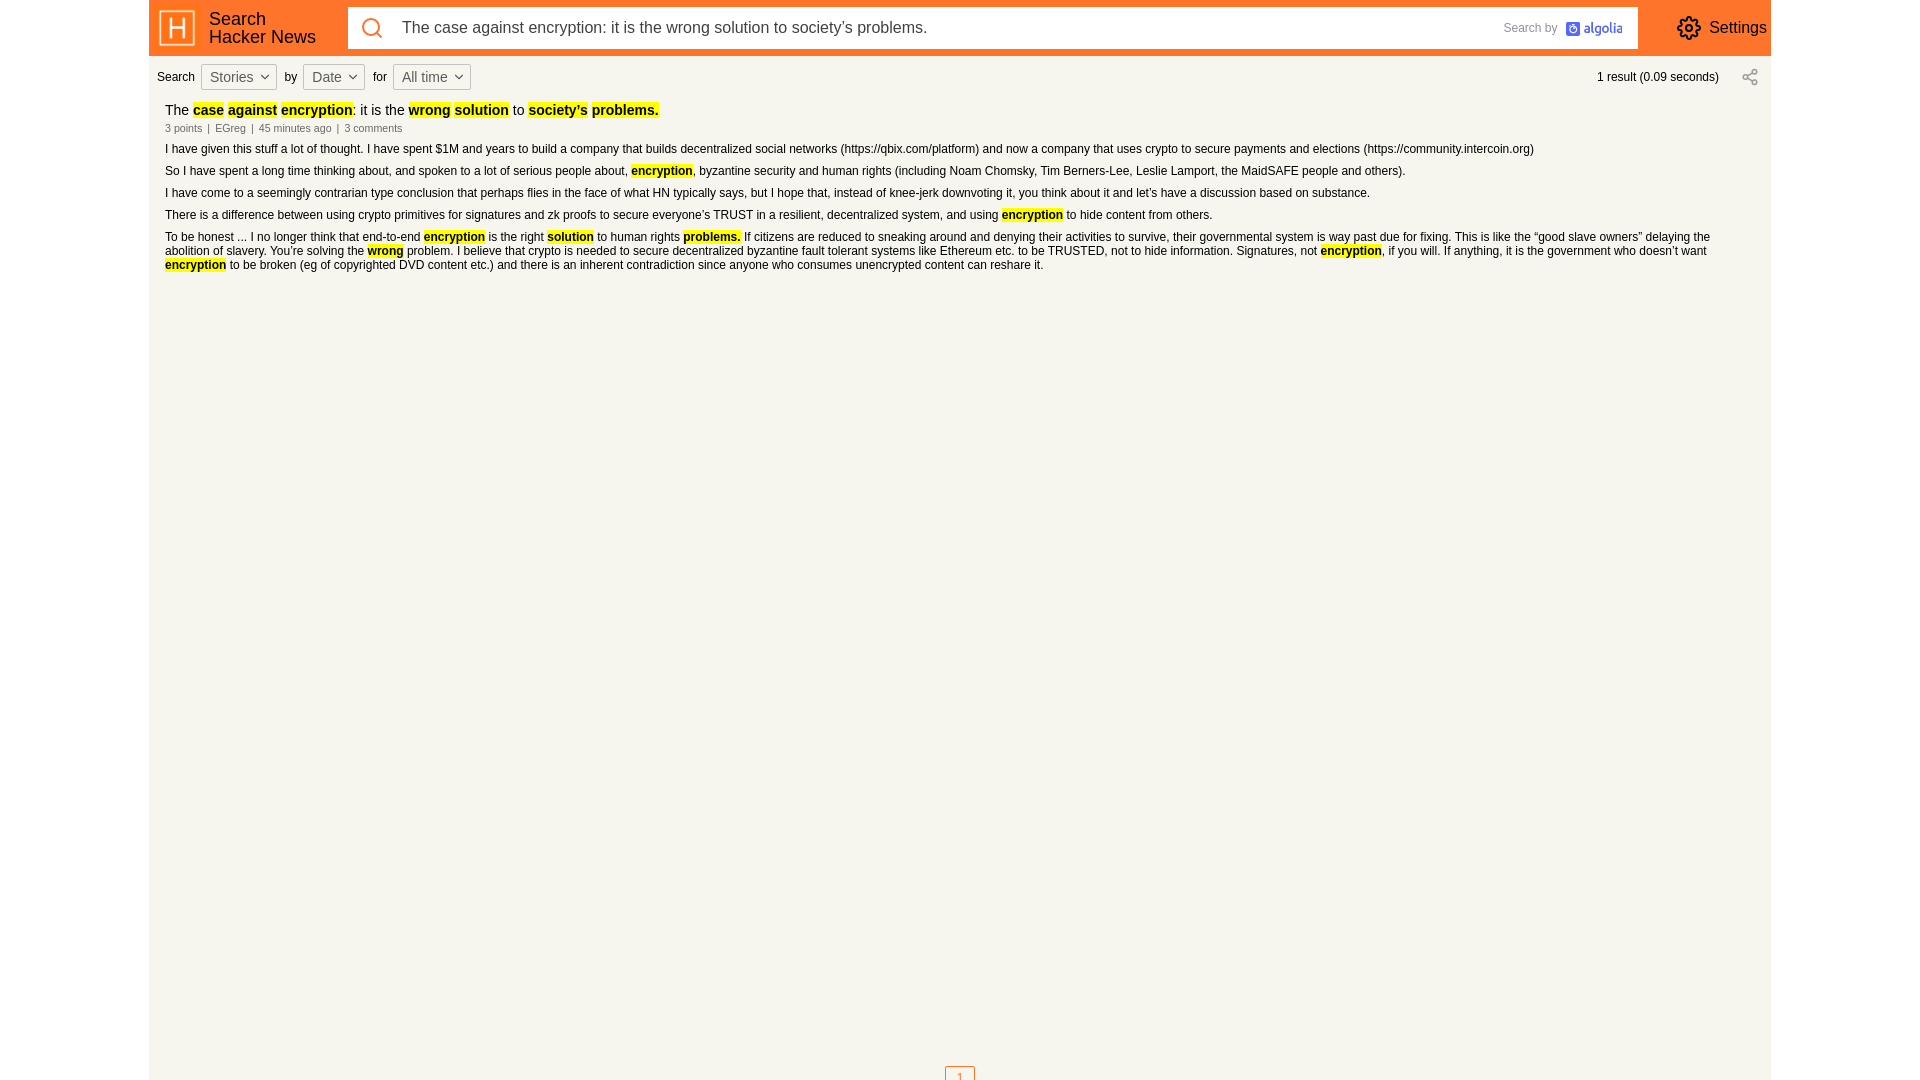 Search
Hacker News
The case against encryption: it is the wrong solution to society’s problems.
Search by algolia
Settings
Search Stories by Date for All time
1 result (0.09 seconds)
The case against encryption: it is the wrong solution to society’s problems.
3 points | EGreg | 45 minutes ago | 3 comments
I have given this stuff a lot of thought. I have spent $1M and years to build a company that builds decentralized social networks (https://qbix.com/platform) and now a company that uses crypto to secure payments and elections (https://community.intercoin.org)
So I have spent a long time thinking about, and spoken to a lot of serious people about, encryption, byzantine security and human rights (including Noam Chomsky, Tim Berners-Lee, Leslie Lamport, the MaidSAFE people and others).
I have come to a seemingly contrarian type conclusion that perhaps flies in the face of what HN typically says, but I hope that, instead of knee-jerk downvoting it, you think about it and let’s have a discussion based on substance.
There is a difference between using crypto primitives for signatures and zk proofs to secure everyone’s TRUST in a resilient, decentralized system, and using encryption to hide content from others.
To be honest ... I no longer think that end-to-end encryption is the right solution to human rights problems. If citizens are reduced to sneaking around and denying their activities to survive, their governmental system is way past due for fixing. This is like the “good slave owners” delaying the
abolition of slavery. You’re solving the wrong problem. I believe that crypto is needed to secure decentralized byzantine fault tolerant systems like Ethereum etc. to be TRUSTED, not to hide information. Signatures, not encryption, if you will. If anything, it is the government who doesn’t want
encryption to be broken (eg of copyrighted DVD content etc.) and there is an inherent contradiction since anyone who consumes unencrypted content can reshare it.
1